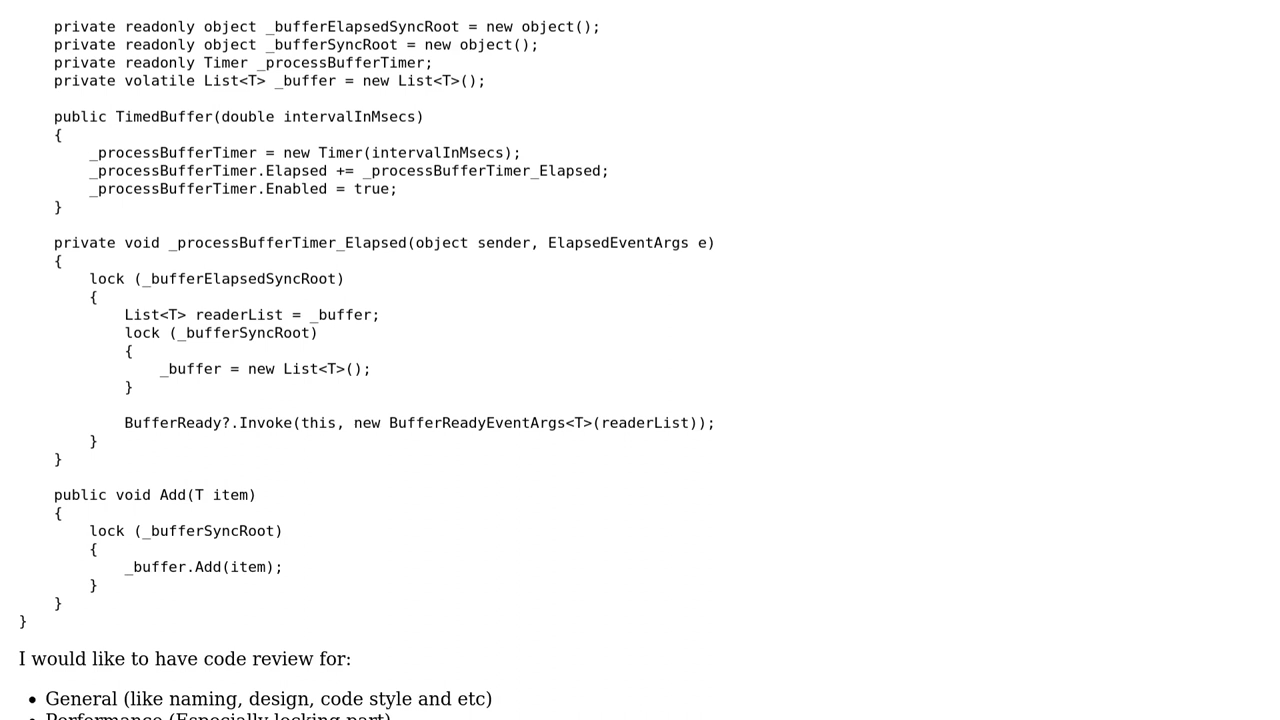 private readonly object _bufferElapsedSyncRoot = new object();
private readonly object _bufferSyncRoot = new object();
private readonly Timer _processBufferTimer;
private volatile List<T> _buffer = new List<T>();
public TimedBuffer(double intervalInMsecs)
{
_processBufferTimer = new Timer(intervalInMsecs);
_processBufferTimer.Elapsed += _processBufferTimer_Elapsed;
_processBufferTimer.Enabled = true;
}
private void _processBufferTimer_Elapsed(object sender, ElapsedEventArgs e)
{
lock (_bufferElapsedSyncRoot)
{
List<T> readerList = _buffer;
lock (_bufferSyncRoot)
{
_buffer = new List<T>();
}
BufferReady?.Invoke(this, new BufferReadyEventArgs<T>(readerList));
}
}
public void Add(T item)
{
lock (_bufferSyncRoot)
{
_buffer.Add(item);
}
}
}
I would like to have code review for:
• General (like naming, design, code style and etc)
• Performance (Especially locking part)